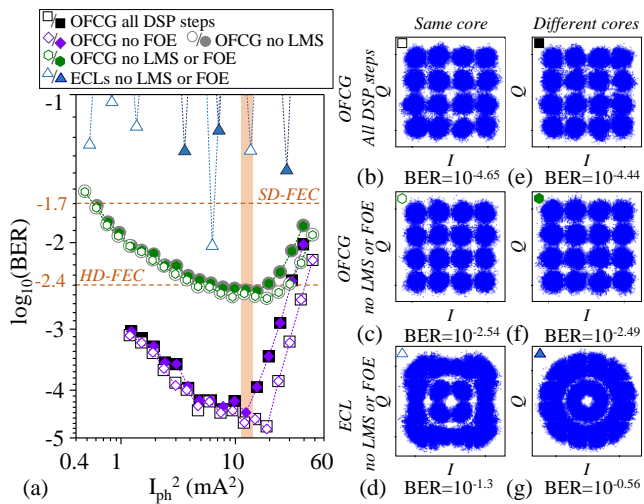 OFCG all DSP steps
OFCG no FOE
OFCG no LMS
OFCG no LMS or FOE
ECLs no LMS or FOE
-1
-1.7
-2
-2.4
-3
-4
-5
log₁₀(BER)
SD-FEC
HD-FEC
0.4
1
10
60
(a)
I_ph² (mA²)
Same core
Different cores
OFCG
All DSP steps
Q
Q
(b)
I
(e)
I
BER=10^-4.65
BER=10^-4.44
OFCG
no LMS or FOE
Q
Q
(c)
I
(f)
I
BER=10^-2.54
BER=10^-2.49
ECL
no LMS or FOE
Q
Q
(d)
I
(g)
I
BER=10^-1.3
BER=10^-0.56